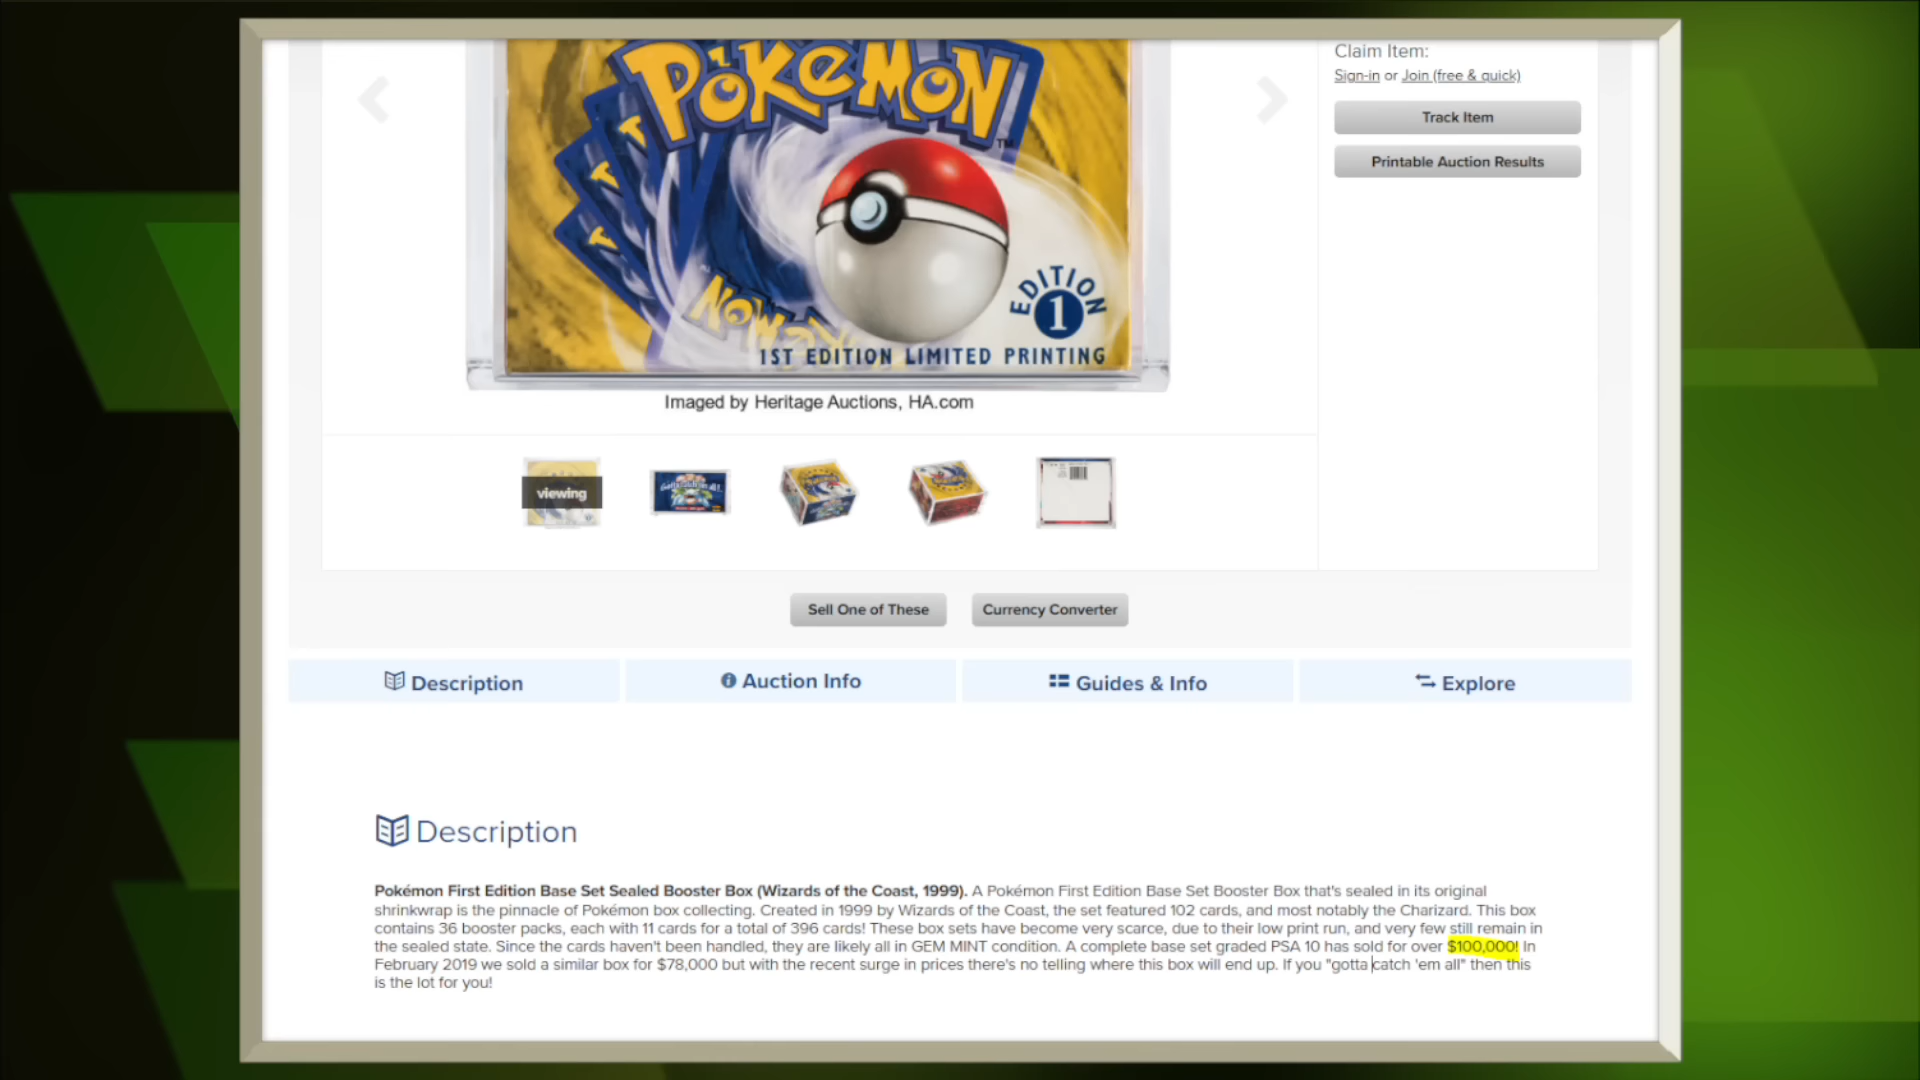 Claim Item:
Sign-in or Join (free & quick)
Track Item
Printable Auction Results
POKéMON
TM
EDITION
1
1ST EDITION LIMITED PRINTING
Imaged by Heritage Auctions, HA.com
viewing
Sell One of These
Currency Converter
Description
Auction Info
Guides & Info
Explore
Description
Pokémon First Edition Base Set Sealed Booster Box (Wizards of the Coast, 1999). A Pokémon First Edition Base Set Booster Box that's sealed in its original
shrinkwrap is the pinnacle of Pokémon box collecting. Created in 1999 by Wizards of the Coast, the set featured 102 cards, and most notably the Charizard. This box
contains 36 booster packs, each with 11 cards for a total of 396 cards! These box sets have become very scarce, due to their low print run, and very few still remain in
the sealed state. Since the cards haven't been handled, they are likely all in GEM MINT condition. A complete base set graded PSA 10 has sold for over $100,000! In
February 2019 we sold a similar box for $78,000 but with the recent surge in prices there's no telling where this box will end up. If you "gotta catch 'em all" then this
is the lot for you!